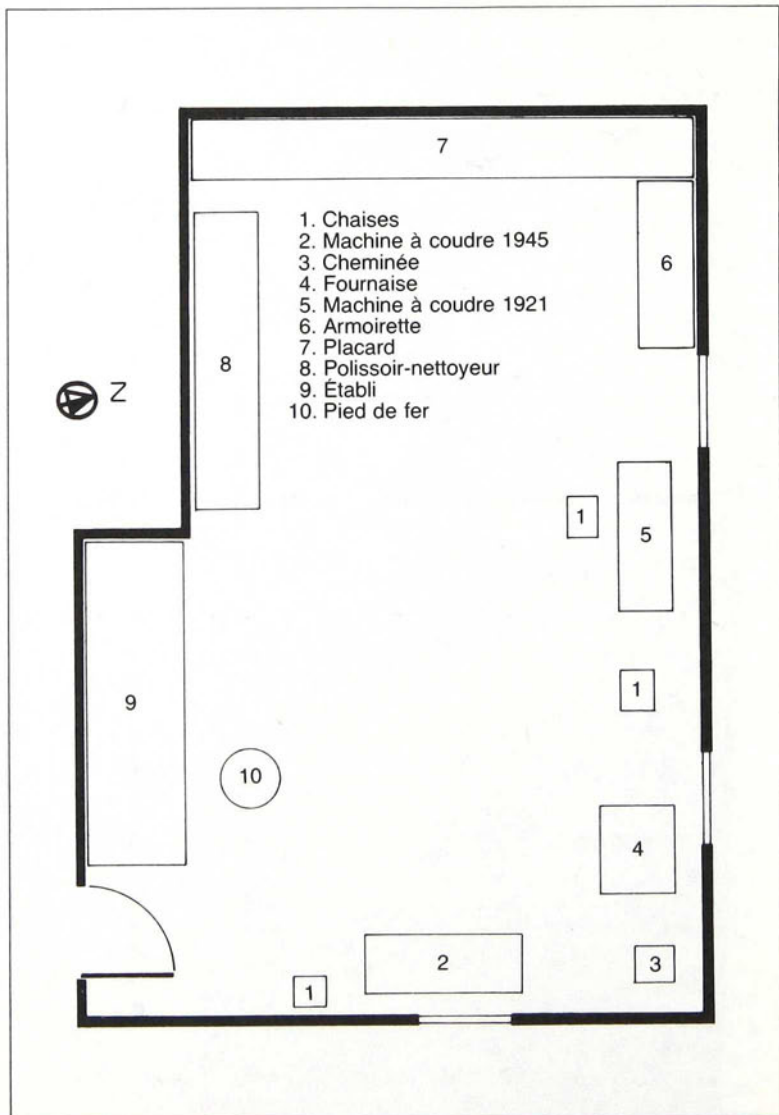 7
1. Chaises
2. Machine à coudre 1945
3. Cheminée
4. Fournaise
5. Machine à coudre 1921
6. Armoirette
7. Placard
8. Polissoir-nettoyeur
9. Établi
10. Pied de fer
6
8
N
1
5
9
1
10
4
2
3
1